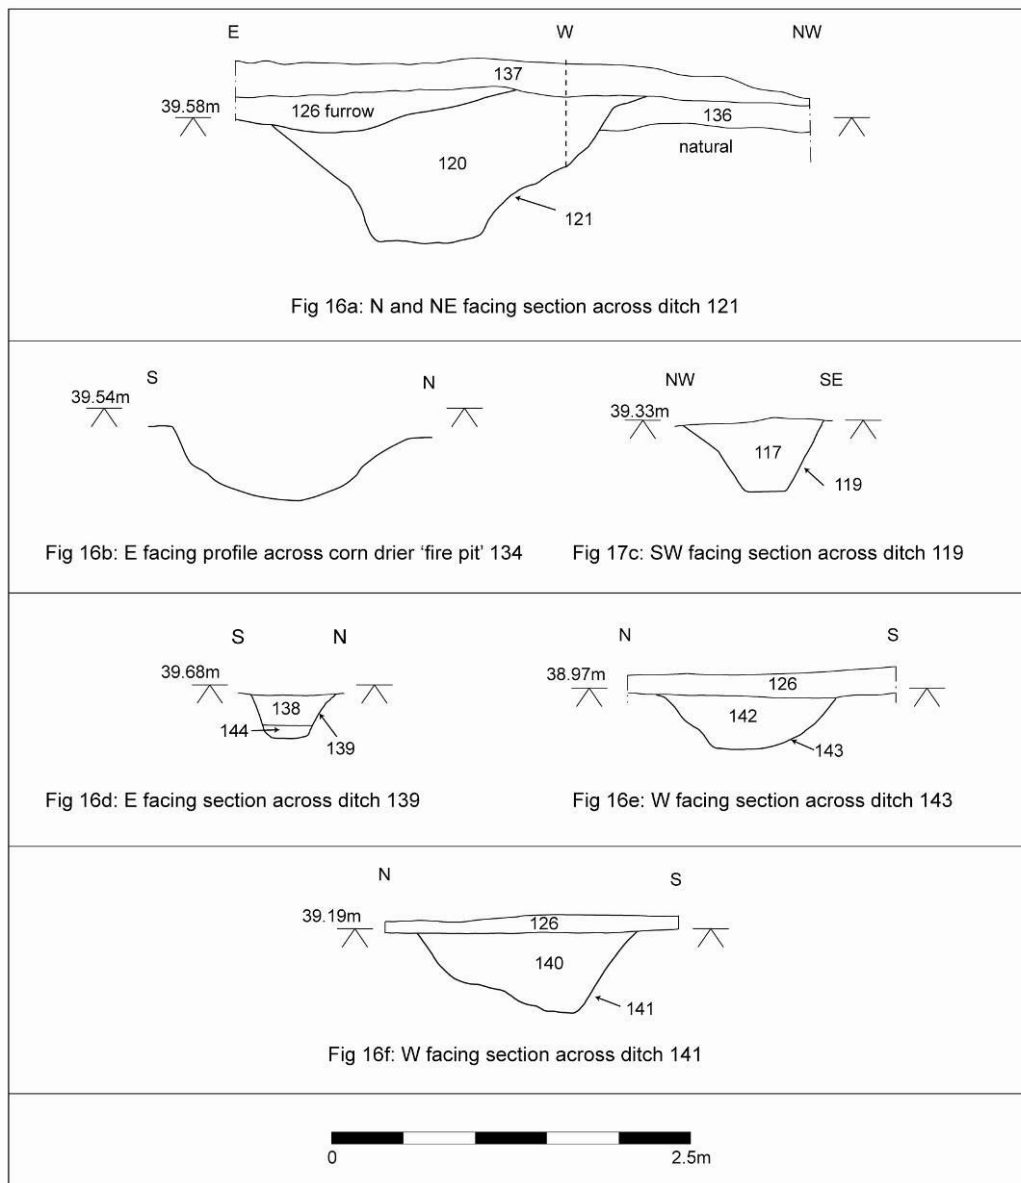 E W NW
137
39.58m 126 furrow 136
natural
120
121
Fig 16a: N and NE facing section across ditch 121
S N
39.54m
Fig 16b: E facing profile across corn drier ‘fire pit’ 134
NW SE
39.33m
117
119
Fig 17c: SW facing section across ditch 119
S N
39.68m
138
144
139
Fig 16d: E facing section across ditch 139
N S
38.97m 126
142
143
Fig 16e: W facing section across ditch 143
N S
39.19m 126
140
141
Fig 16f: W facing section across ditch 141
0 2.5m